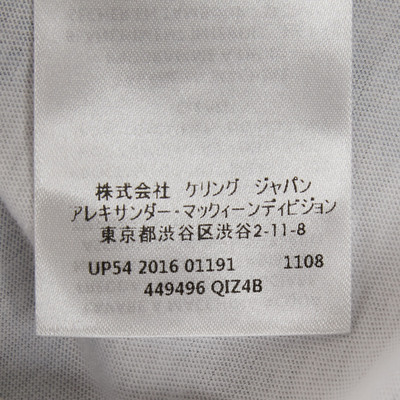 株式会社 ケリング ジャパン
アレキサンダー・マックィーンディビジョン
東京都渋谷区渋谷2-11-8
UP54 2016 01191 1108
449496 QIZ4B